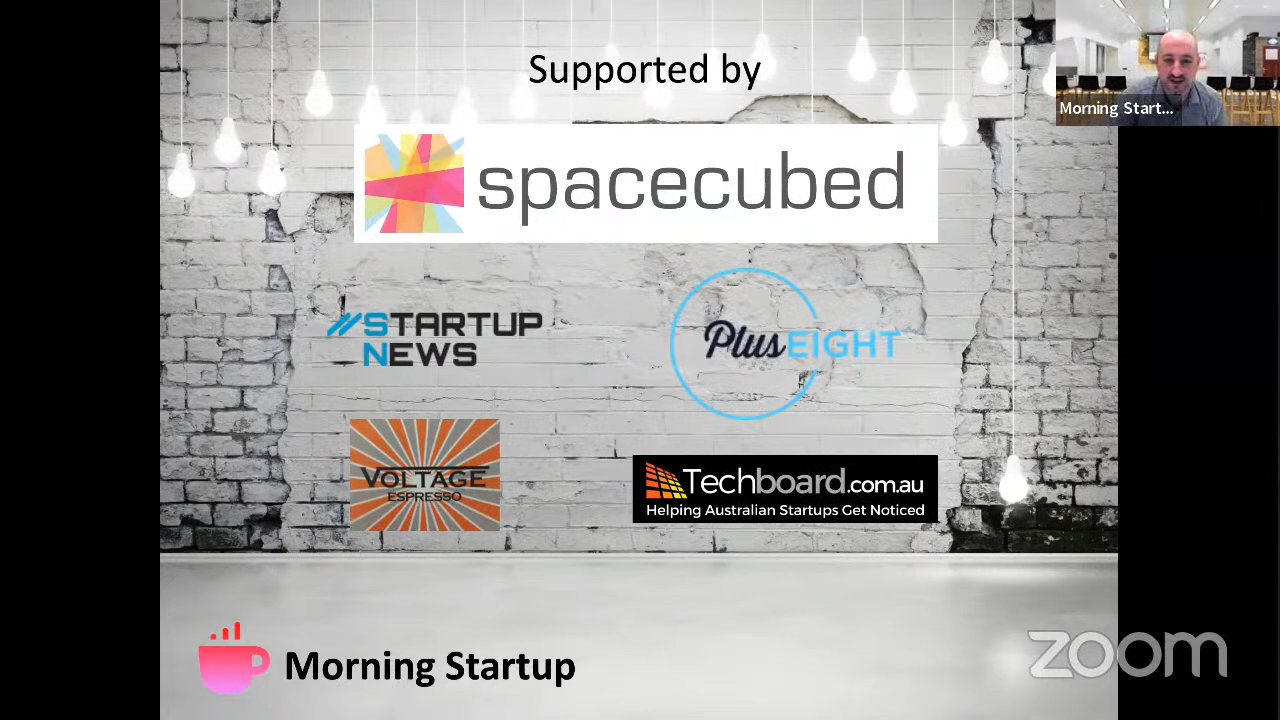 Supported by
Morning Start...
spacecubed
STARTUP
NEWS
PlusEIGHT
VOLTAGE
ESPRESSO
Techboard.com.au
Helping Australian Startups Get Noticed
Morning Startup
zoom